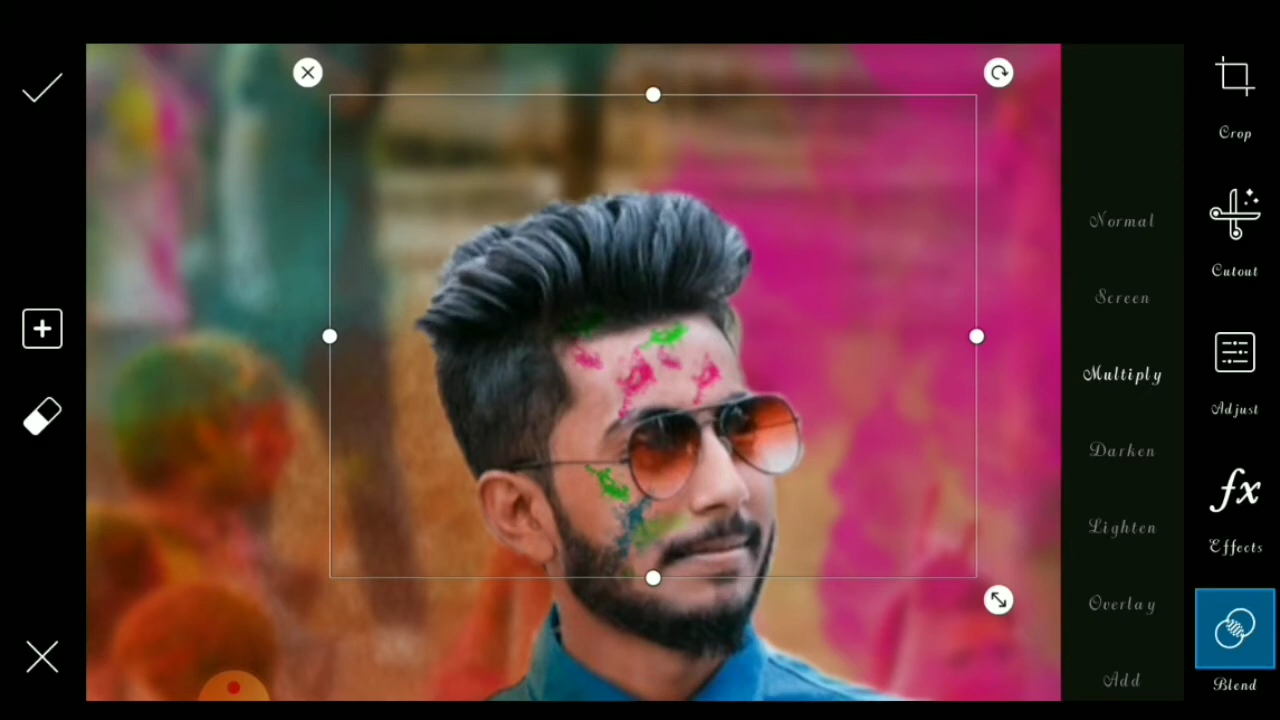 Normal
Screen
Multiply
Darken
Lighten
Overlay
Add
Crop
Cutout
Adjust
fx
Effects
Blend